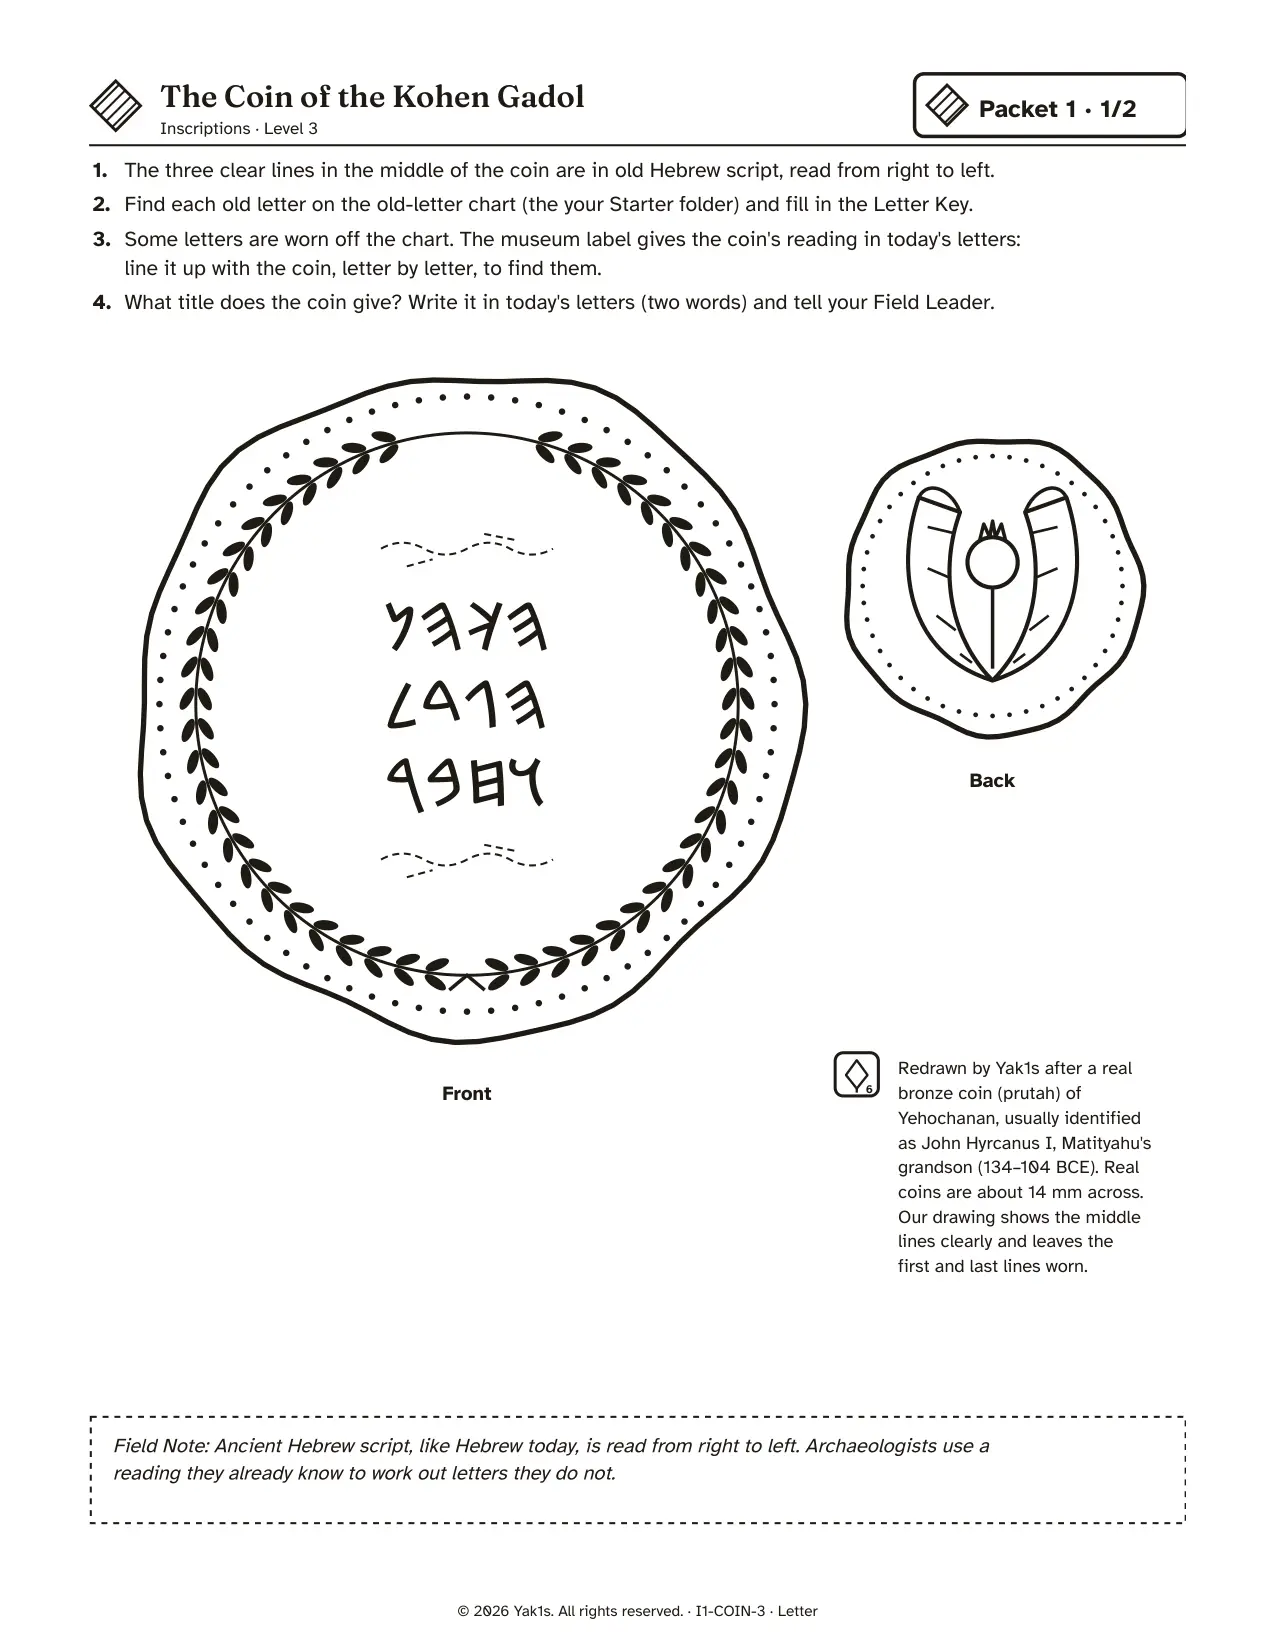 The Coin of the Kohen Gadol
Inscriptions · Level 3
Packet 1 · 1/2
1. The three clear lines in the middle of the coin are in old Hebrew script, read from right to left.
2. Find each old letter on the old-letter chart (the your Starter folder) and fill in the Letter Key.
3. Some letters are worn off the chart. The museum label gives the coin's reading in today's letters:
line it up with the coin, letter by letter, to find them.
4. What title does the coin give? Write it in today's letters (two words) and tell your Field Leader.
𐤄𐤊𐤄𐤍
𐤄𐤂𐤃𐤋
𐤅𐤇𐤁𐤓
Front
Back
6
Redrawn by Yak1s after a real
bronze coin (prutah) of
Yehochanan, usually identified
as John Hyrcanus I, Matityahu's
grandson (134–104 BCE). Real
coins are about 14 mm across.
Our drawing shows the middle
lines clearly and leaves the
first and last lines worn.
Field Note: Ancient Hebrew script, like Hebrew today, is read from right to left. Archaeologists use a
reading they already know to work out letters they do not.
© 2026 Yak1s. All rights reserved. · I1-COIN-3 · Letter